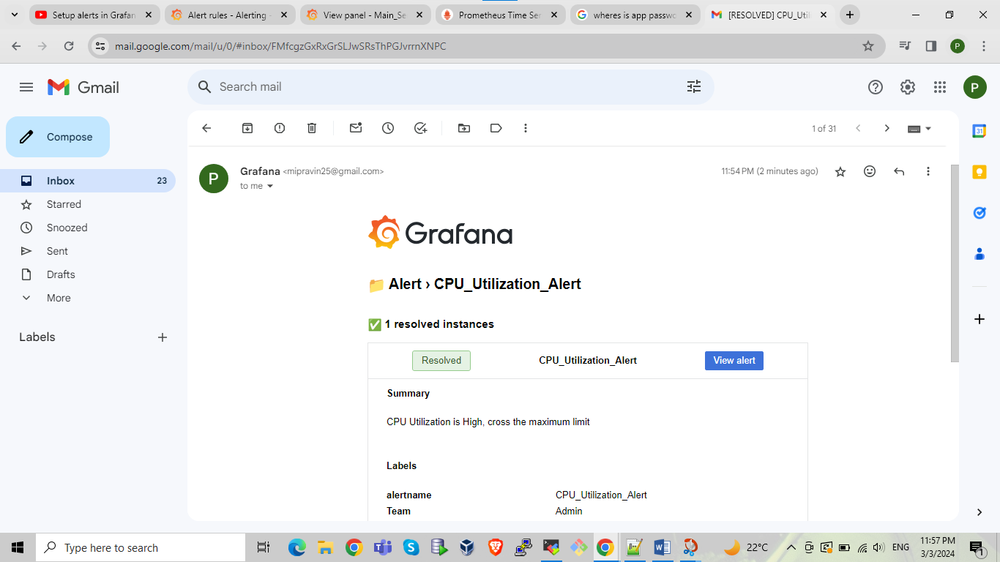 Setup alerts in Grafan
Alert rules - Alerting -
View panel - Main_Se
Prometheus Time Ser
wheres is app passwo
[RESOLVED] CPU_Util
mail.google.com/mail/u/0/#inbox/FMfcgzGxRxGrSLJwSRsThPGJvrrnXNPC
P
Gmail
Search mail
P
Compose
1 of 31
31
Inbox 23
Starred
Snoozed
Sent
Drafts
More
Labels
P
Grafana <mipravin25@gmail.com>
11:54 PM (2 minutes ago)
to me
Grafana
Alert › CPU_Utilization_Alert
1 resolved instances
Resolved CPU_Utilization_Alert View alert
Summary
CPU Utilization is High, cross the maximum limit
Labels
alertname CPU_Utilization_Alert
Team Admin
Type here to search
22°C
ENG
11:57 PM
3/3/2024
1